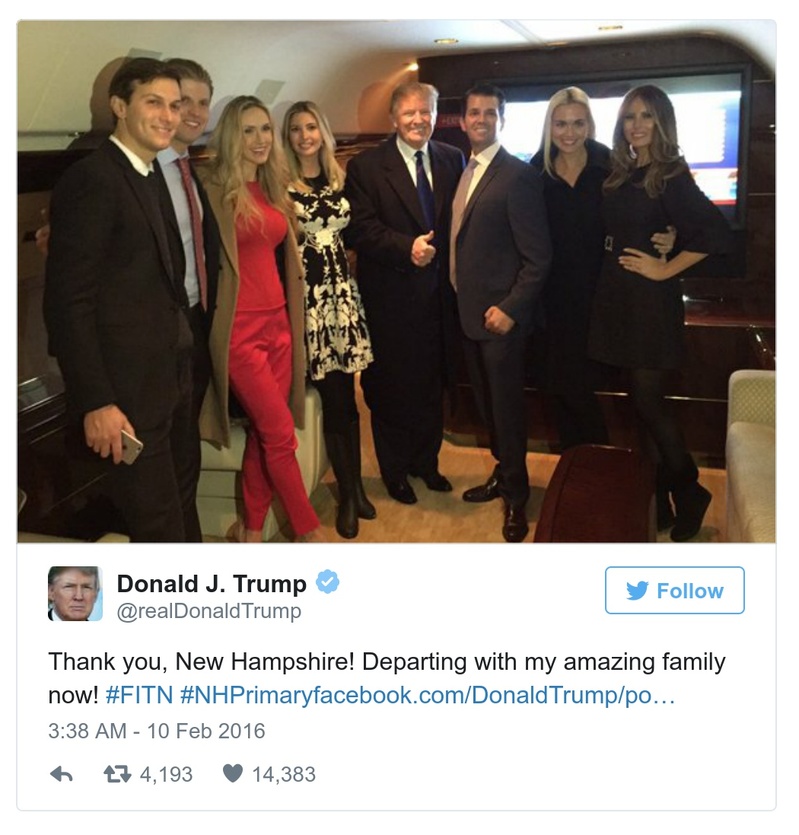 Donald J. Trump
@realDonaldTrump
Follow
Thank you, New Hampshire! Departing with my amazing family
now! #FITN #NHPrimaryfacebook.com/DonaldTrump/po…
3:38 AM - 10 Feb 2016
4,193 14,383